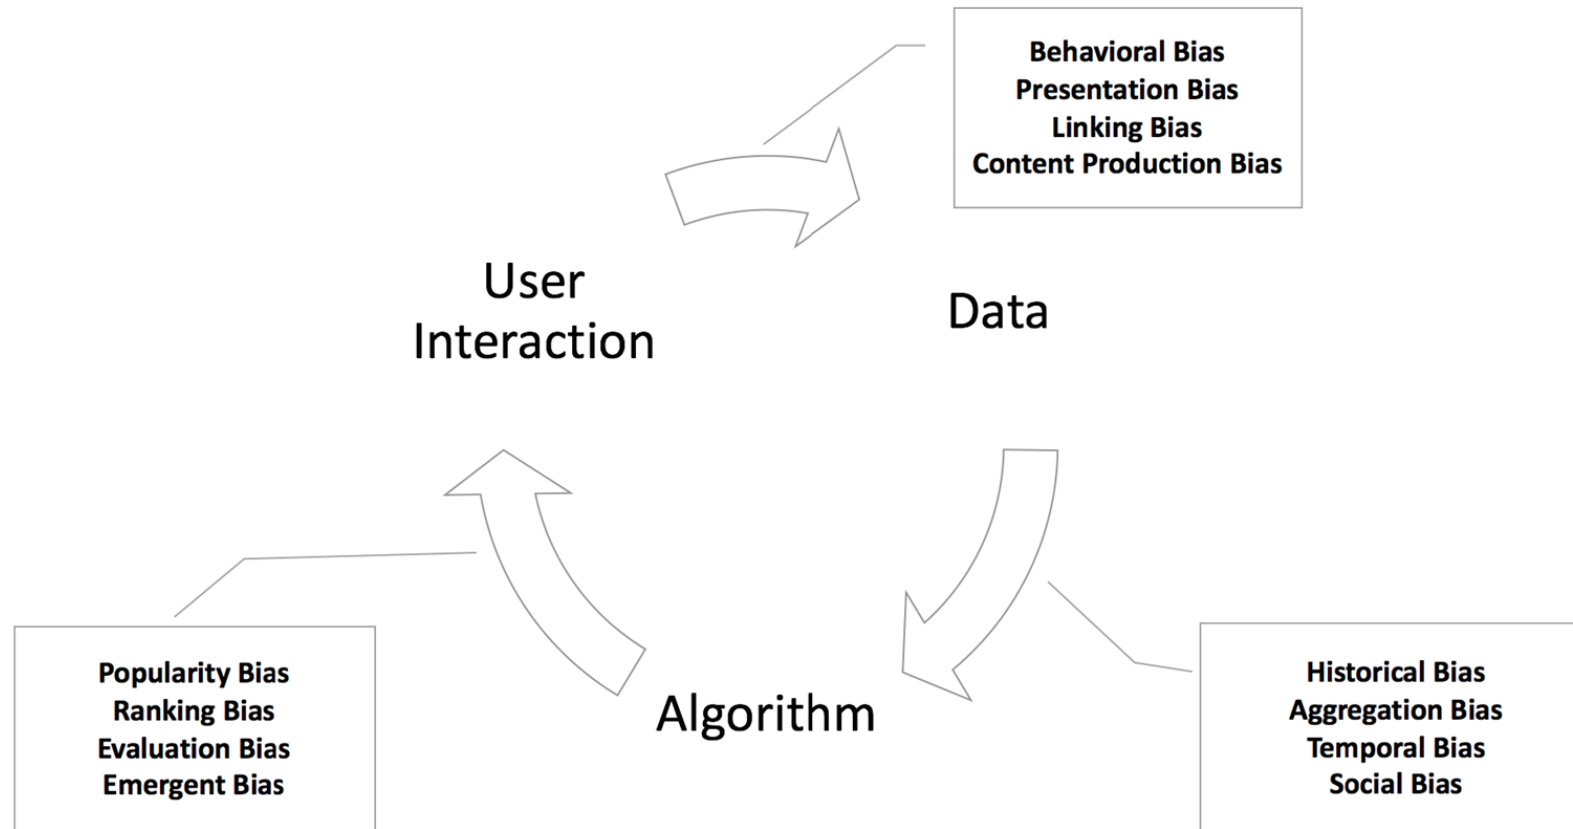 Behavioral Bias
Presentation Bias
Linking Bias
Content Production Bias
User
Interaction
Data
Popularity Bias
Ranking Bias
Evaluation Bias
Emergent Bias
Algorithm
Historical Bias
Aggregation Bias
Temporal Bias
Social Bias